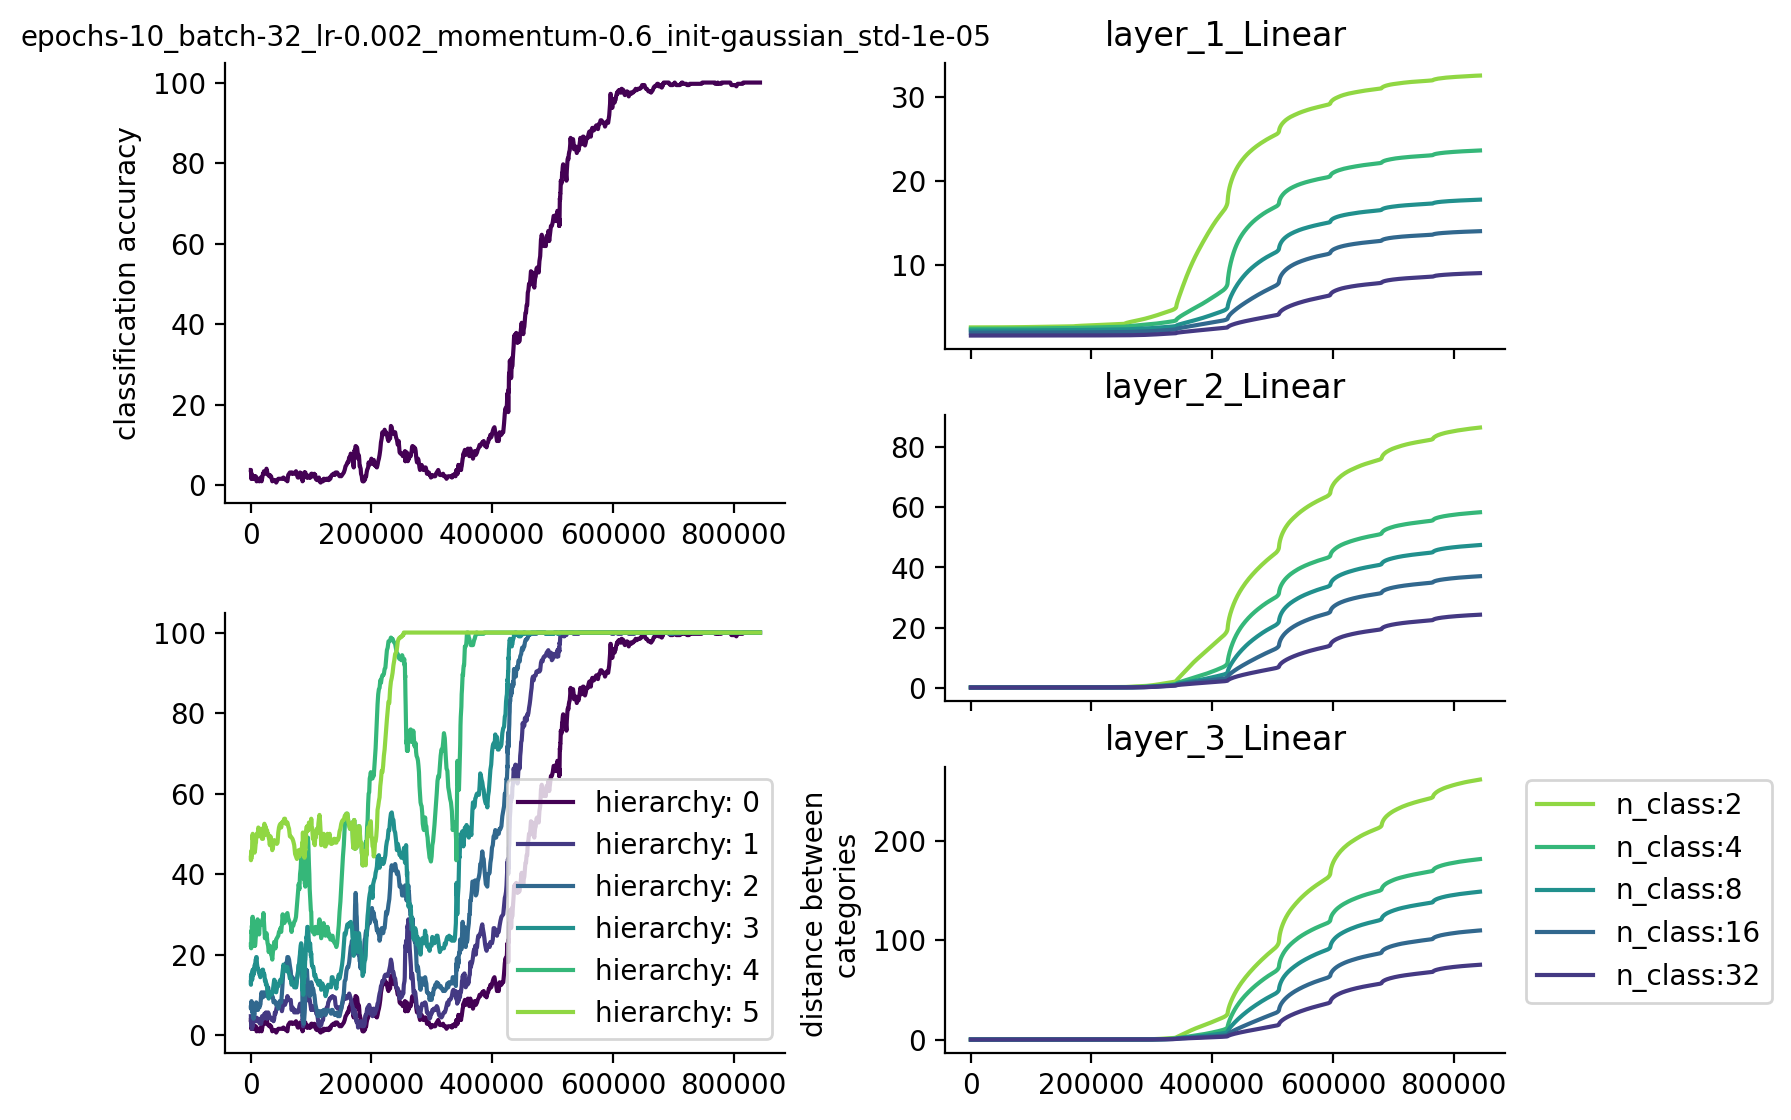 epochs-10_batch-32_lr-0.002_momentum-0.6_init-gaussian_std-1e-05
classification accuracy
100
80
60
40
20
0
0 200000 400000 600000 800000
100
80
60
40
20
0
0 200000 400000 600000 800000
hierarchy: 0
hierarchy: 1
hierarchy: 2
hierarchy: 3
hierarchy: 4
hierarchy: 5
layer_1_Linear
30
20
10
layer_2_Linear
80
60
40
20
0
layer_3_Linear
distance between
categories
200
100
0
0 200000 400000 600000 800000
n_class:2
n_class:4
n_class:8
n_class:16
n_class:32